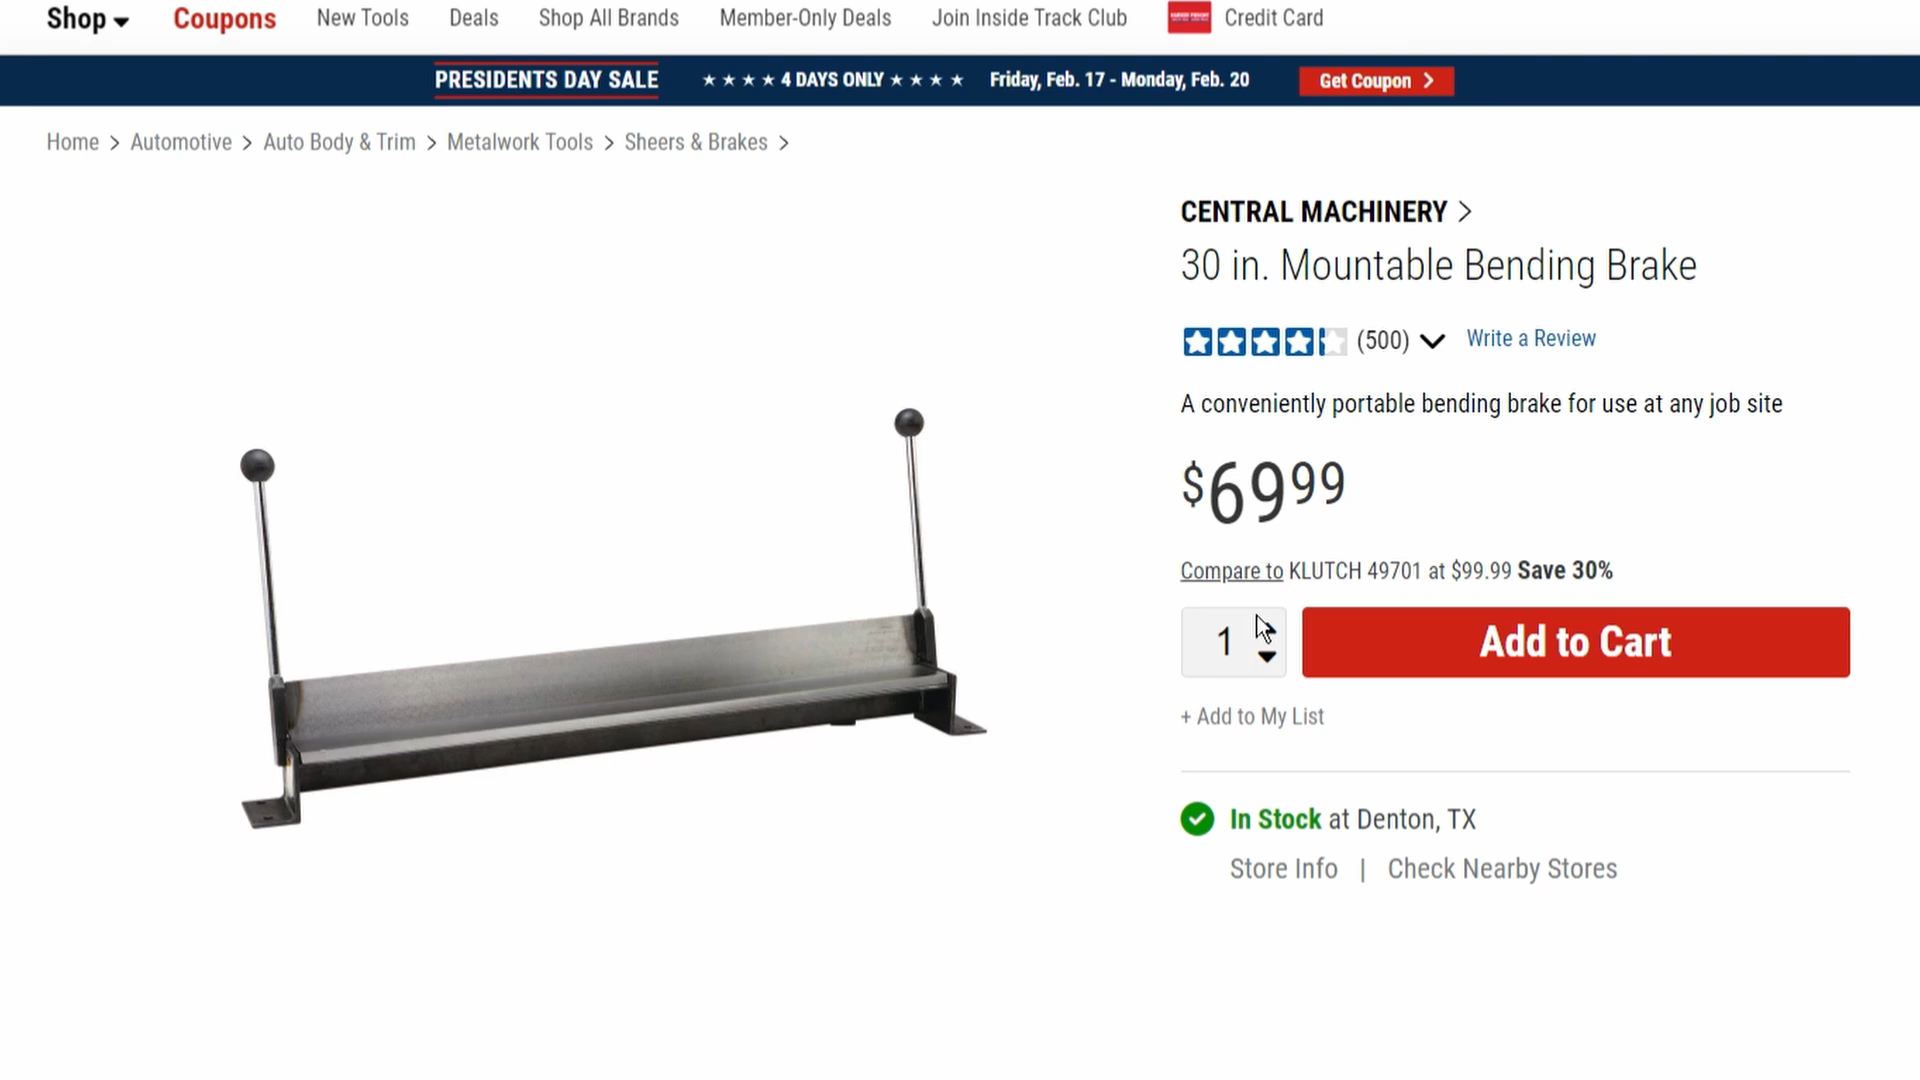 Shop
Coupons
New Tools
Deals
Shop All Brands
Member-Only Deals
Join Inside Track Club
Credit Card
PRESIDENTS DAY SALE
★ ★ ★ ★ 4 DAYS ONLY ★ ★ ★ ★
Friday, Feb. 17 - Monday, Feb. 20
Get Coupon >
Home > Automotive > Auto Body & Trim > Metalwork Tools > Sheers & Brakes >
CENTRAL MACHINERY >
30 in. Mountable Bending Brake
(500)
Write a Review
A conveniently portable bending brake for use at any job site
$69 99
Compare to KLUTCH 49701 at $99.99 Save 30%
1
Add to Cart
+ Add to My List
In Stock at Denton, TX
Store Info | Check Nearby Stores